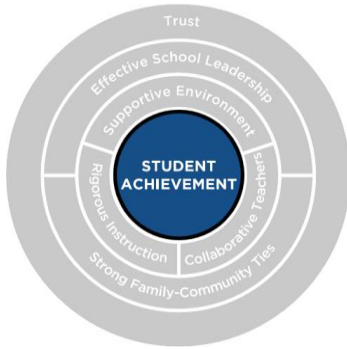 Trust
Effective School Leadership
Supportive Environment
STUDENT
ACHIEVEMENT
Rigorous Instruction
Collaborative Teachers
Strong Family-Community Ties